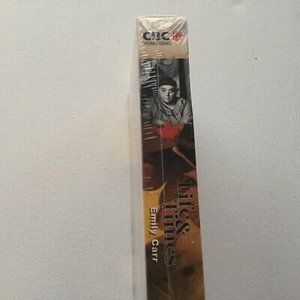 CBC
HOME VIDEO
Life &
Times
Emily Carr